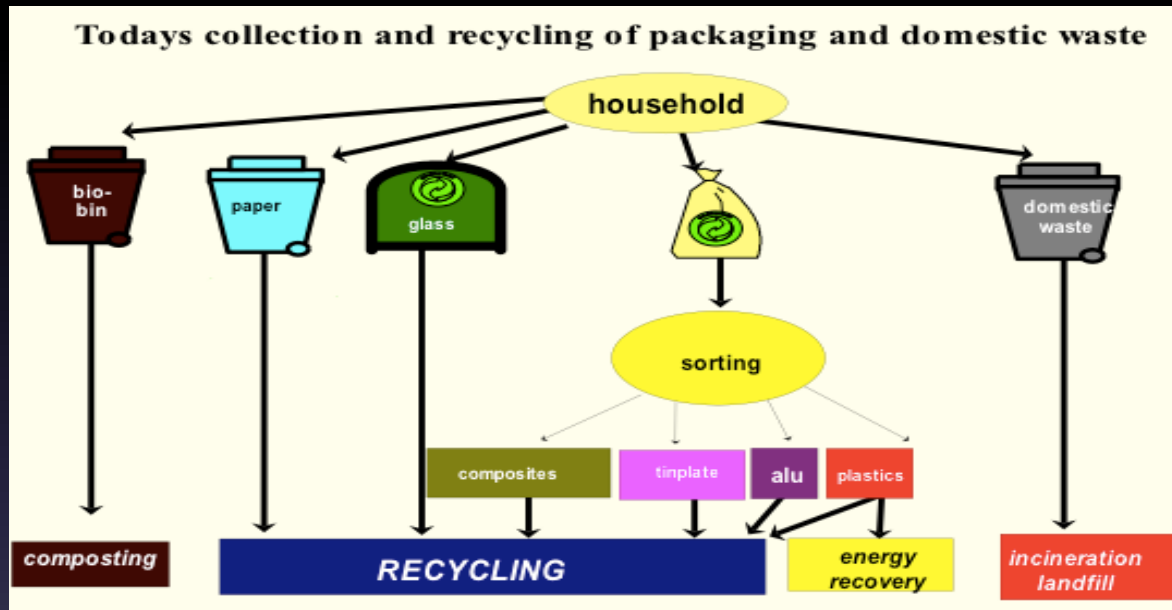 Todays collection and recycling of packaging and domestic waste
household
bio-
bin
paper
glass
domestic
waste
sorting
composites
tinplate
alu
plastics
composting
RECYCLING
energy
recovery
incineration
landfill